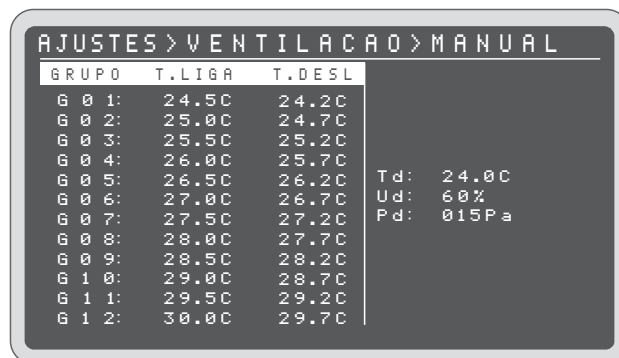 AJUSTES>VENTILACAO>MANUAL
GRUPO T.LIGA T.DESL
G01: 24.5C 24.2C
G02: 25.0C 24.7C
G03: 25.5C 25.2C
G04: 26.0C 25.7C
G05: 26.5C 26.2C
G06: 27.0C 26.7C
G07: 27.5C 27.2C
G08: 28.0C 27.7C
G09: 28.5C 28.2C
G10: 29.0C 28.7C
G11: 29.5C 29.2C
G12: 30.0C 29.7C
Td: 24.0C
Ud: 60%
Pd: 015Pa